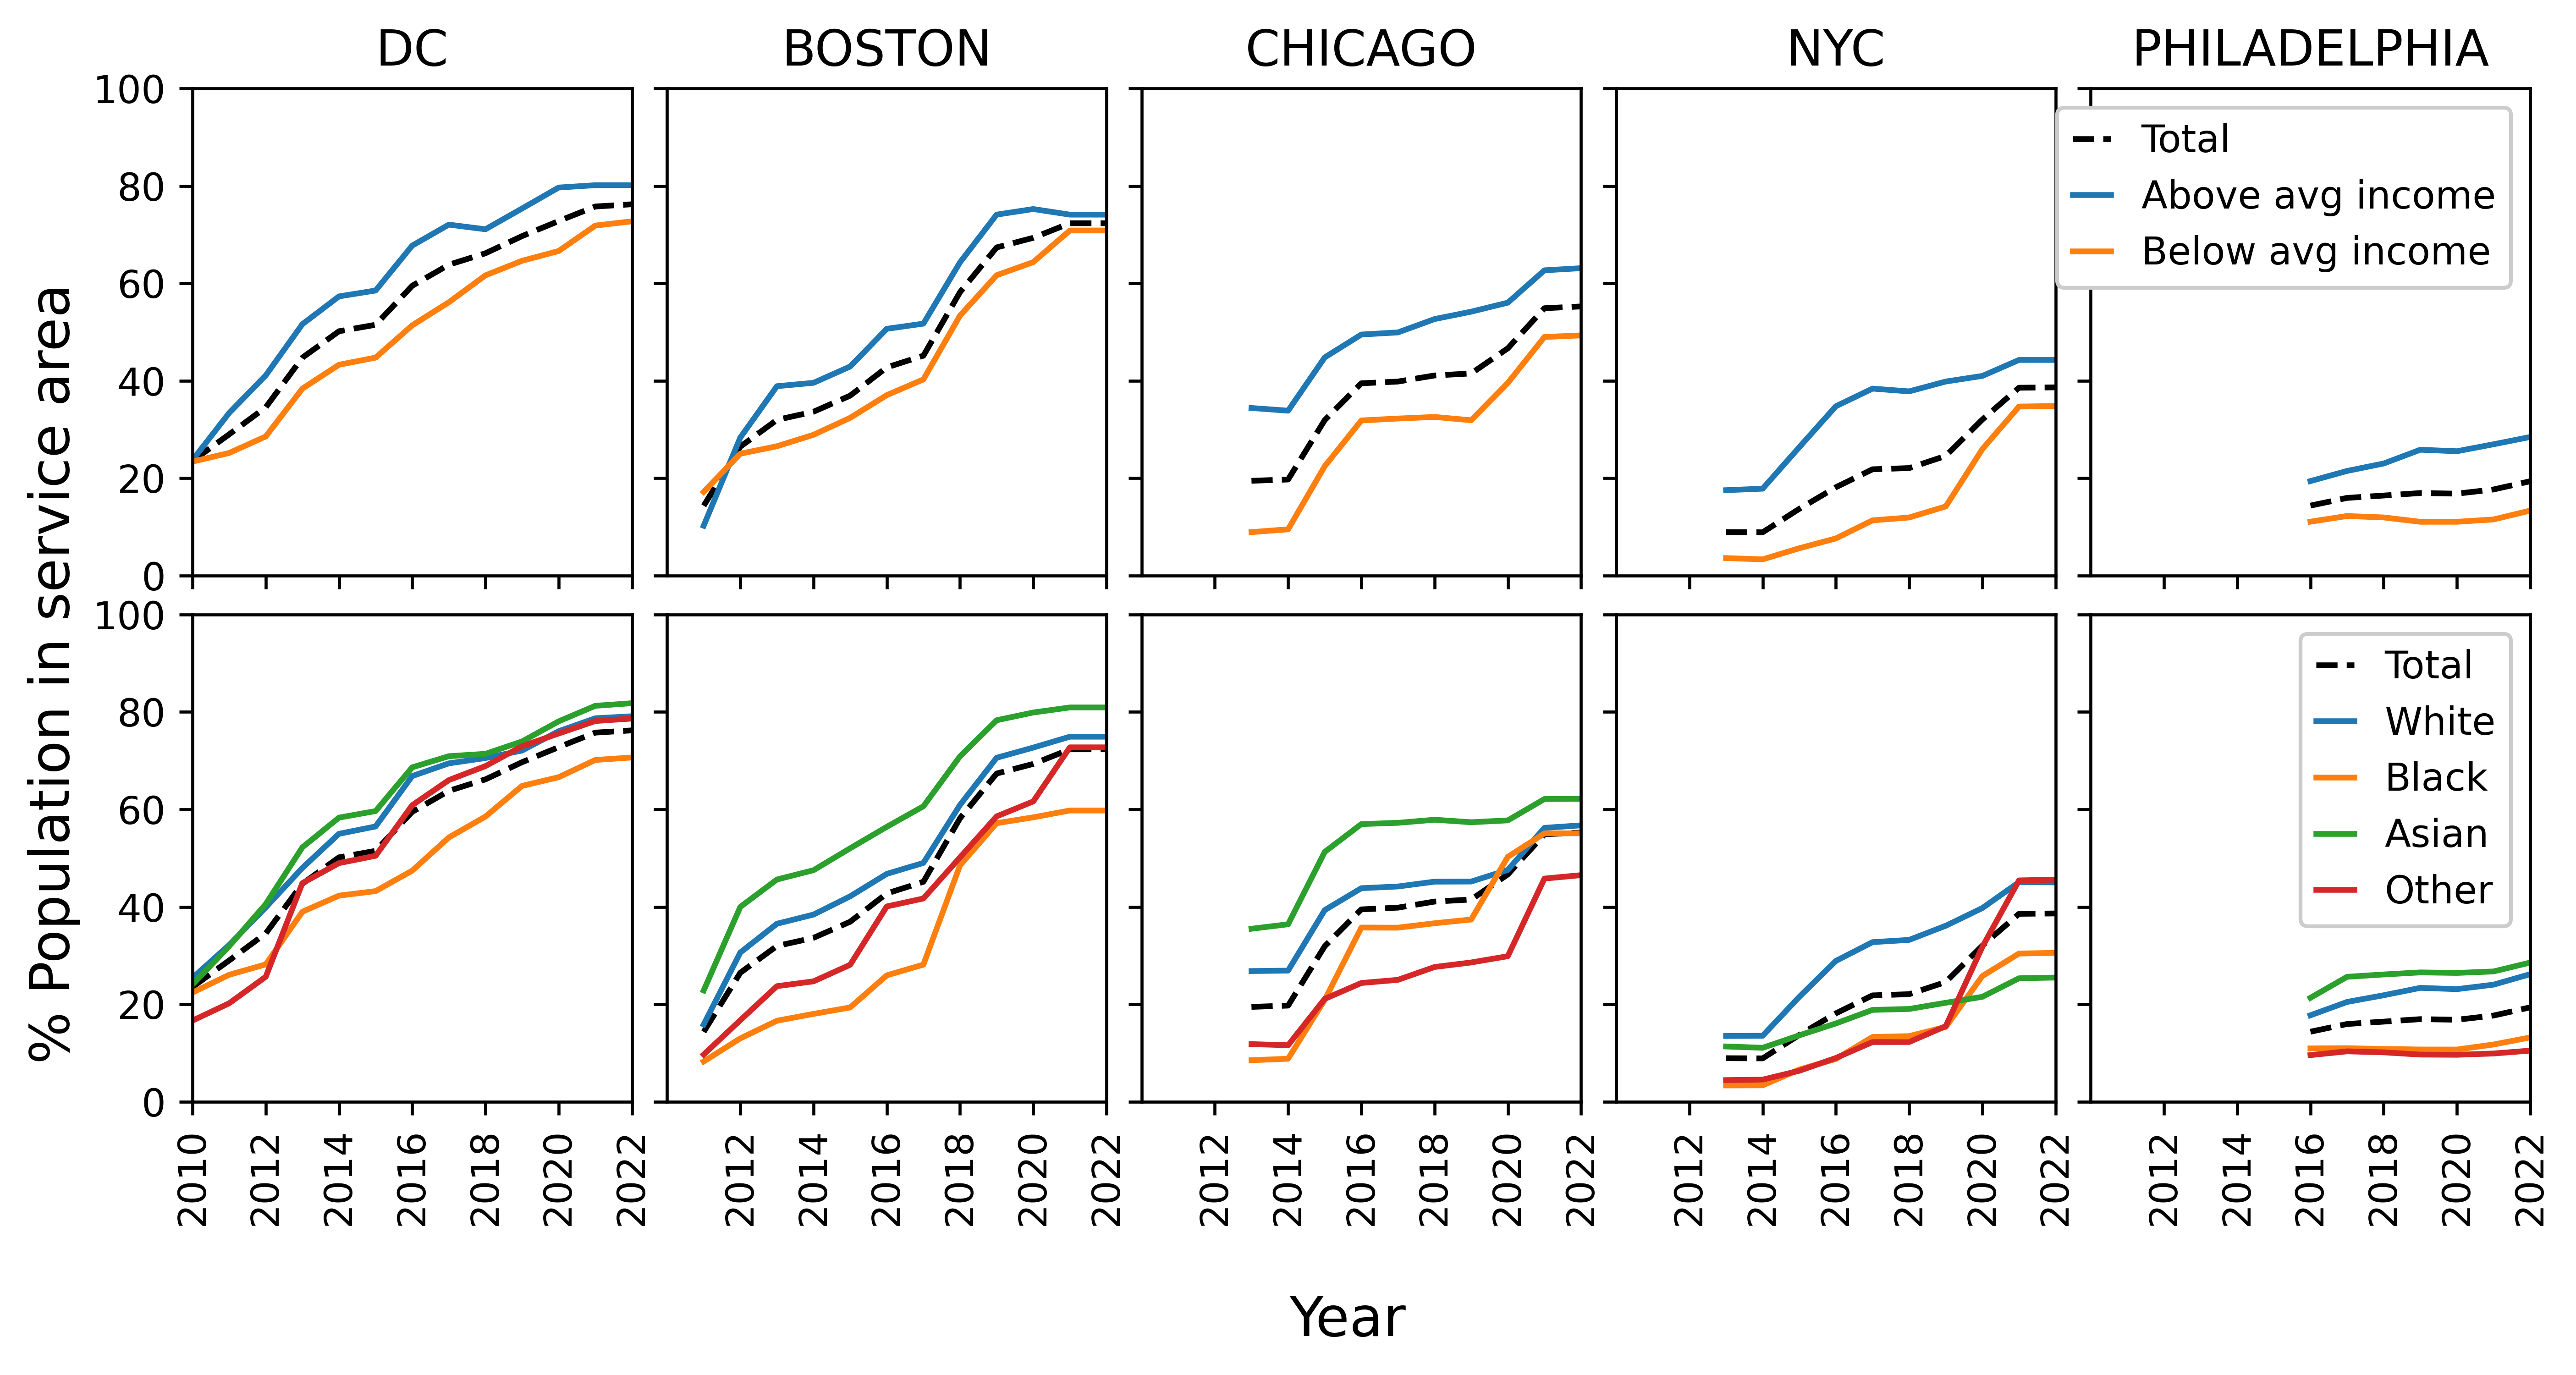 DC BOSTON CHICAGO NYC PHILADELPHIA
% Population in service area
100
80
60
40
20
0
Total
Above avg income
Below avg income
100
80
60
40
20
0
Total
White
Black
Asian
Other
2010 2012 2014 2016 2018 2020 2022
2012 2014 2016 2018 2020 2022
2012 2014 2016 2018 2020 2022
2012 2014 2016 2018 2020 2022
2012 2014 2016 2018 2020 2022
Year